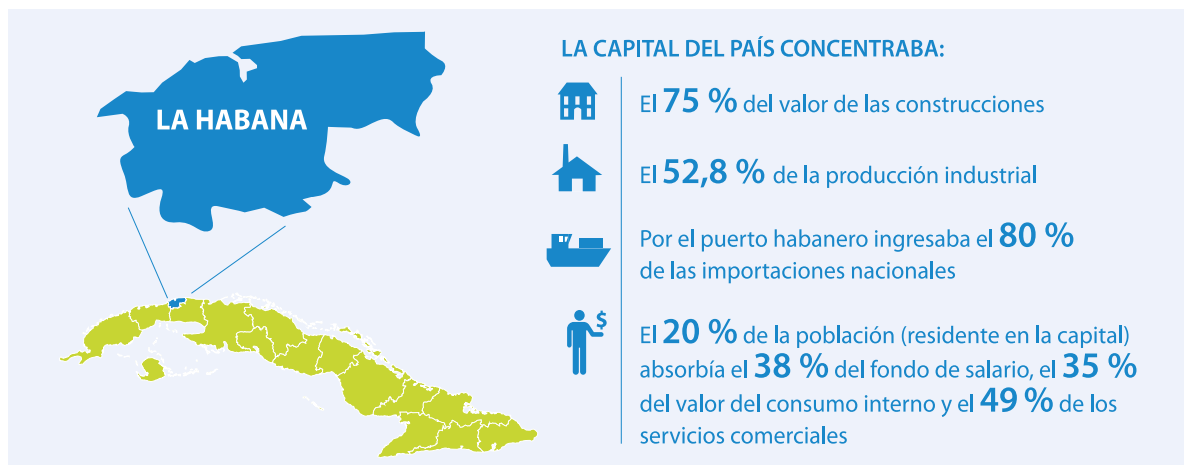 LA HABANA
LA CAPITAL DEL PAÍS CONCENTRABA:
El 75 % del valor de las construcciones
El 52,8 % de la producción industrial
Por el puerto habanero ingresaba el 80 %
de las importaciones nacionales
$
El 20 % de la población (residente en la capital)
absorbía el 38 % del fondo de salario, el 35 %
del valor del consumo interno y el 49 % de los
servicios comerciales